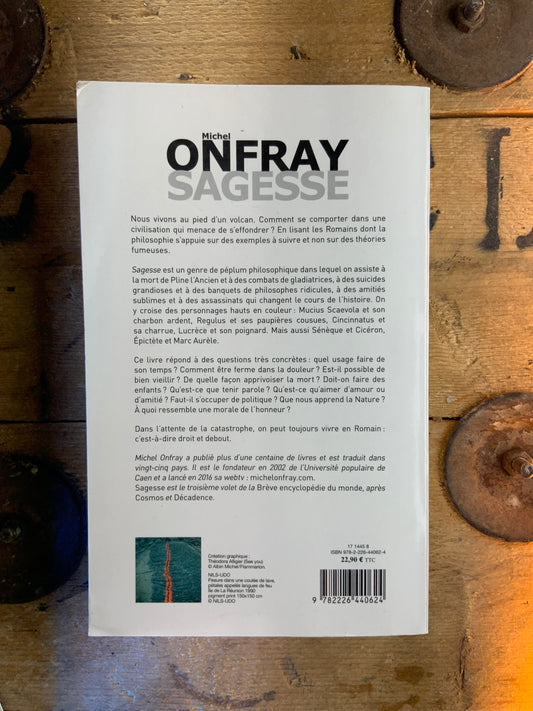 Michel
ONFRAY
SAGESSE
Nous vivons au pied d'un volcan. Comment se comporter dans une
civilisation qui menace de s'effondrer ? En lisant les Romains dont la
philosophie s'appuie sur des exemples à suivre et non sur des théories
fumeuses.
Sagesse est un genre de péplum philosophique dans lequel on assiste à
la mort de Pline l'Ancien et à des combats de gladiatrices, à des suicides
grandioses et à des banquets de philosophes ridicules, à des amitiés
sublimes et à des assassinats qui changent le cours de l'histoire. On
y croise des personnages hauts en couleur : Mucius Scaevola et son
charbon ardent, Regulus et ses paupières cousues, Cincinnatus et
sa charrue, Lucrèce et son poignard. Mais aussi Sénèque et Cicéron,
Épictète et Marc Aurèle.
Ce livre répond à des questions très concrètes : quel usage faire de
son temps ? Comment être ferme dans la douleur ? Est-il possible de
bien vieillir ? De quelle façon apprivoiser la mort ? Doit-on faire des
enfants ? Qu'est-ce que tenir parole ? Qu'est-ce qu'aimer d'amour ou
d'amitié ? Faut-il s'occuper de politique ? Que nous apprend la Nature ?
À quoi ressemble une morale de l'honneur ?
Dans l'attente de la catastrophe, on peut toujours vivre en Romain :
c'est-à-dire droit et debout.
Michel Onfray a publié plus d'une centaine de livres et est traduit dans
vingt-cinq pays. Il est le fondateur en 2002 de l'Université populaire de
Caen et a lancé en 2016 sa webtv : michelonfray.com.
Sagesse est le troisième volet de la Brève encyclopédie du monde, après
Cosmos et Décadence.
Création graphique :
Théodora Alligier (See you)
© Albin Michel/Flammarion.
NILS-UDO
Fissure dans une coulée de lave,
pétales appelés langues de feu
Île de La Réunion 1990
pigment print 150x150 cm
© NILS-UDO
17 1445 8
ISBN 978-2-226-44062-4
22,90 € TTC
9 782226 440624